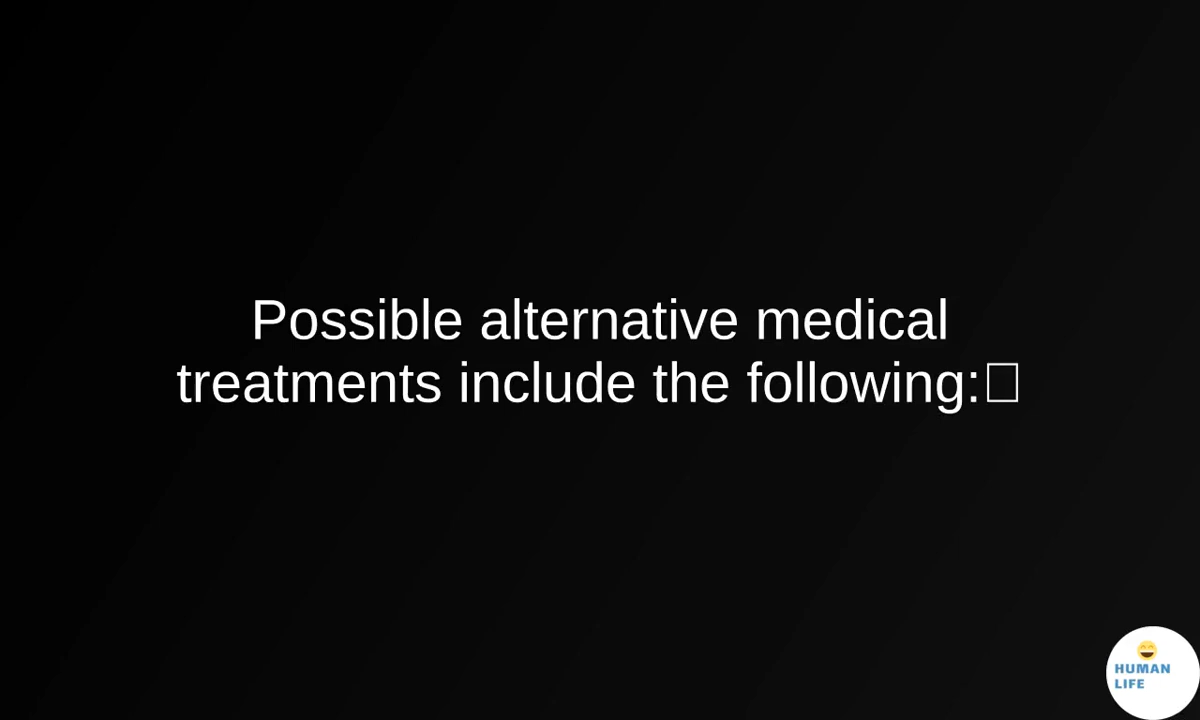 Possible alternative medical
treatments include the following:
HUMAN
LIFE